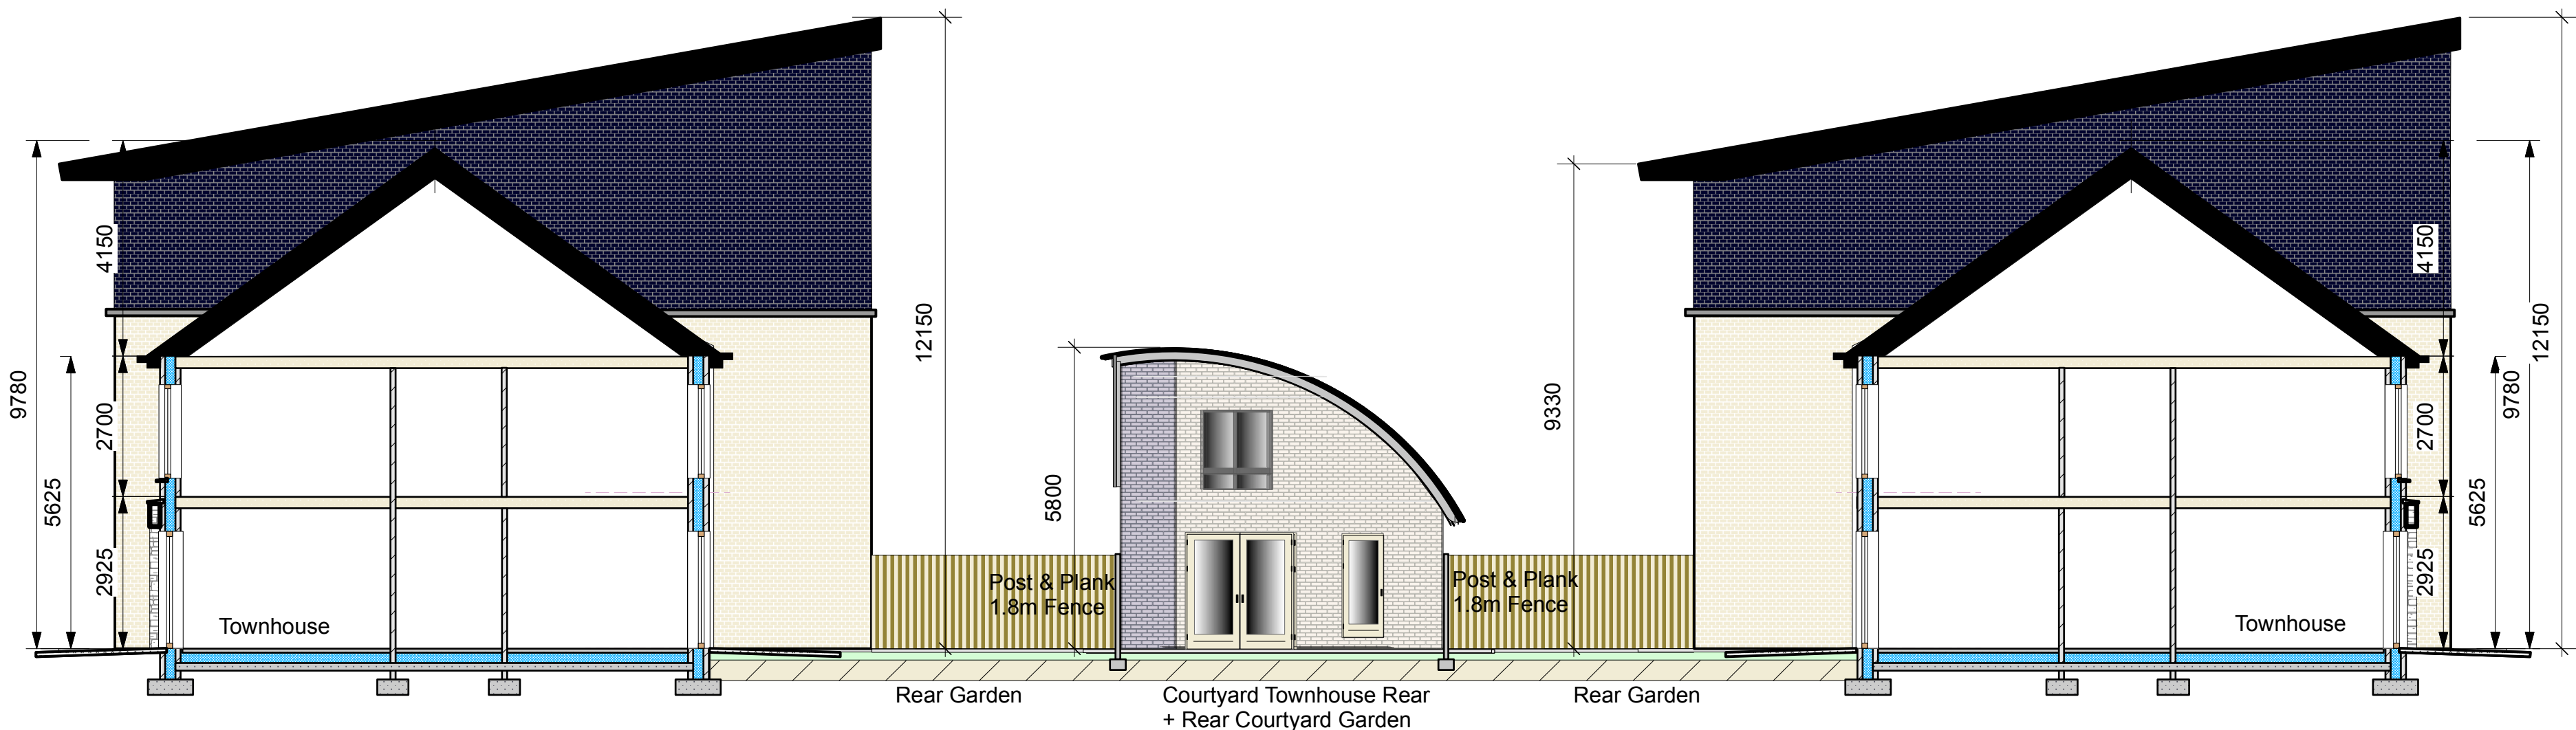 9780
5625
4150
2700
2925
Townhouse
12150
Post & Plank
1.8m Fence
5800
Post & Plank
1.8m Fence
9330
Rear Garden
Courtyard Townhouse Rear
+ Rear Courtyard Garden
Rear Garden
Townhouse
4150
2700
2925
5625
9780
12150